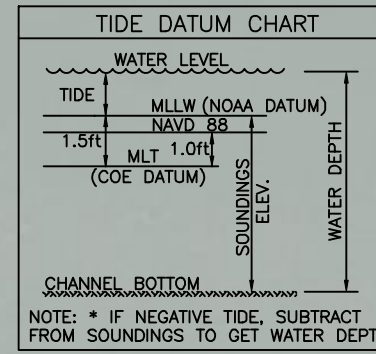 TIDE DATUM CHART
WATER LEVEL
TIDE
MLLW (NOAA DATUM)
NAVD 88
1.5ft
1.0ft
MLT
(COE DATUM)
SOUNDINGS
ELEV.
WATER DEPTH
CHANNEL BOTTOM
NOTE: * IF NEGATIVE TIDE, SUBTRACT
FROM SOUNDINGS TO GET WATER DEPT